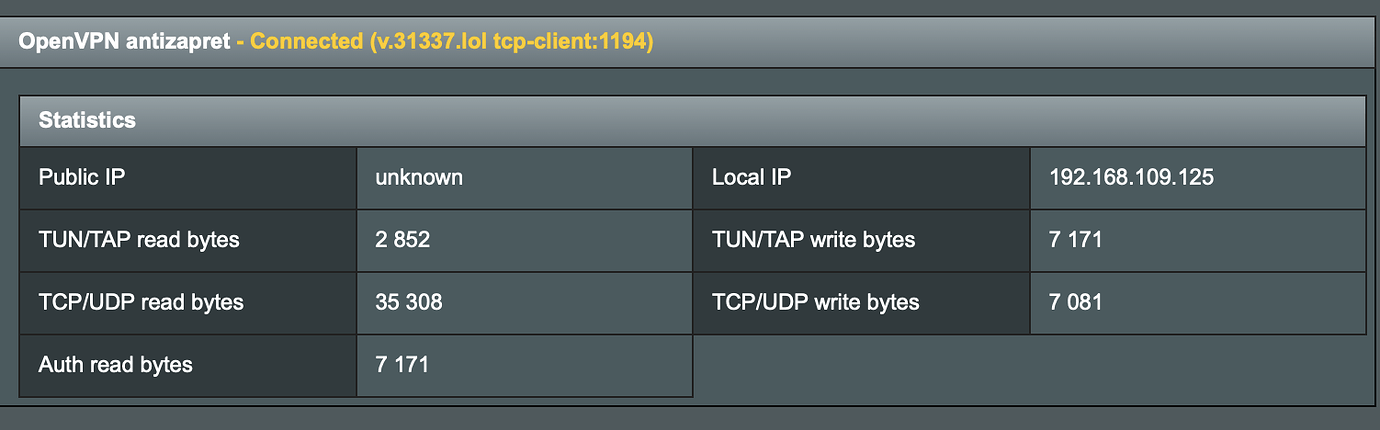 OpenVPN antizapret - Connected (v.31337.lol tcp-client:1194)
Statistics
Public IP unknown Local IP 192.168.109.125
TUN/TAP read bytes 2 852 TUN/TAP write bytes 7 171
TCP/UDP read bytes 35 308 TCP/UDP write bytes 7 081
Auth read bytes 7 171